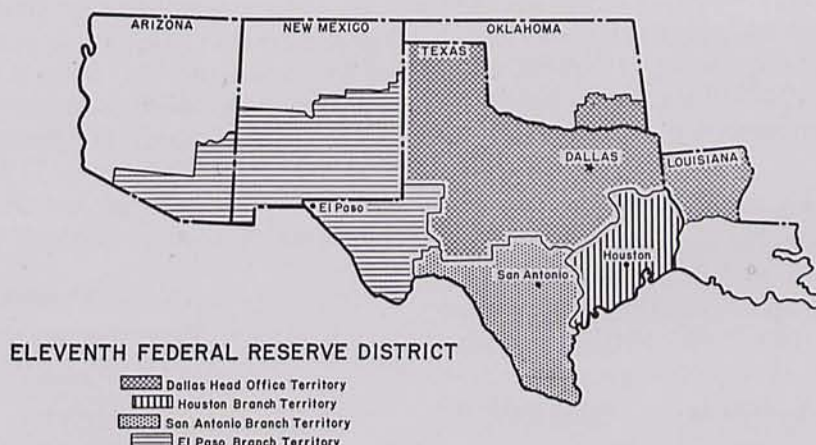 ARIZONA
NEW MEXICO
OKLAHOMA
TEXAS
DALLAS
LOUISIANA
El Paso
Houston
San Antonio
ELEVENTH FEDERAL RESERVE DISTRICT
Dallas Head Office Territory
Houston Branch Territory
San Antonio Branch Territory
El Paso Branch Territory